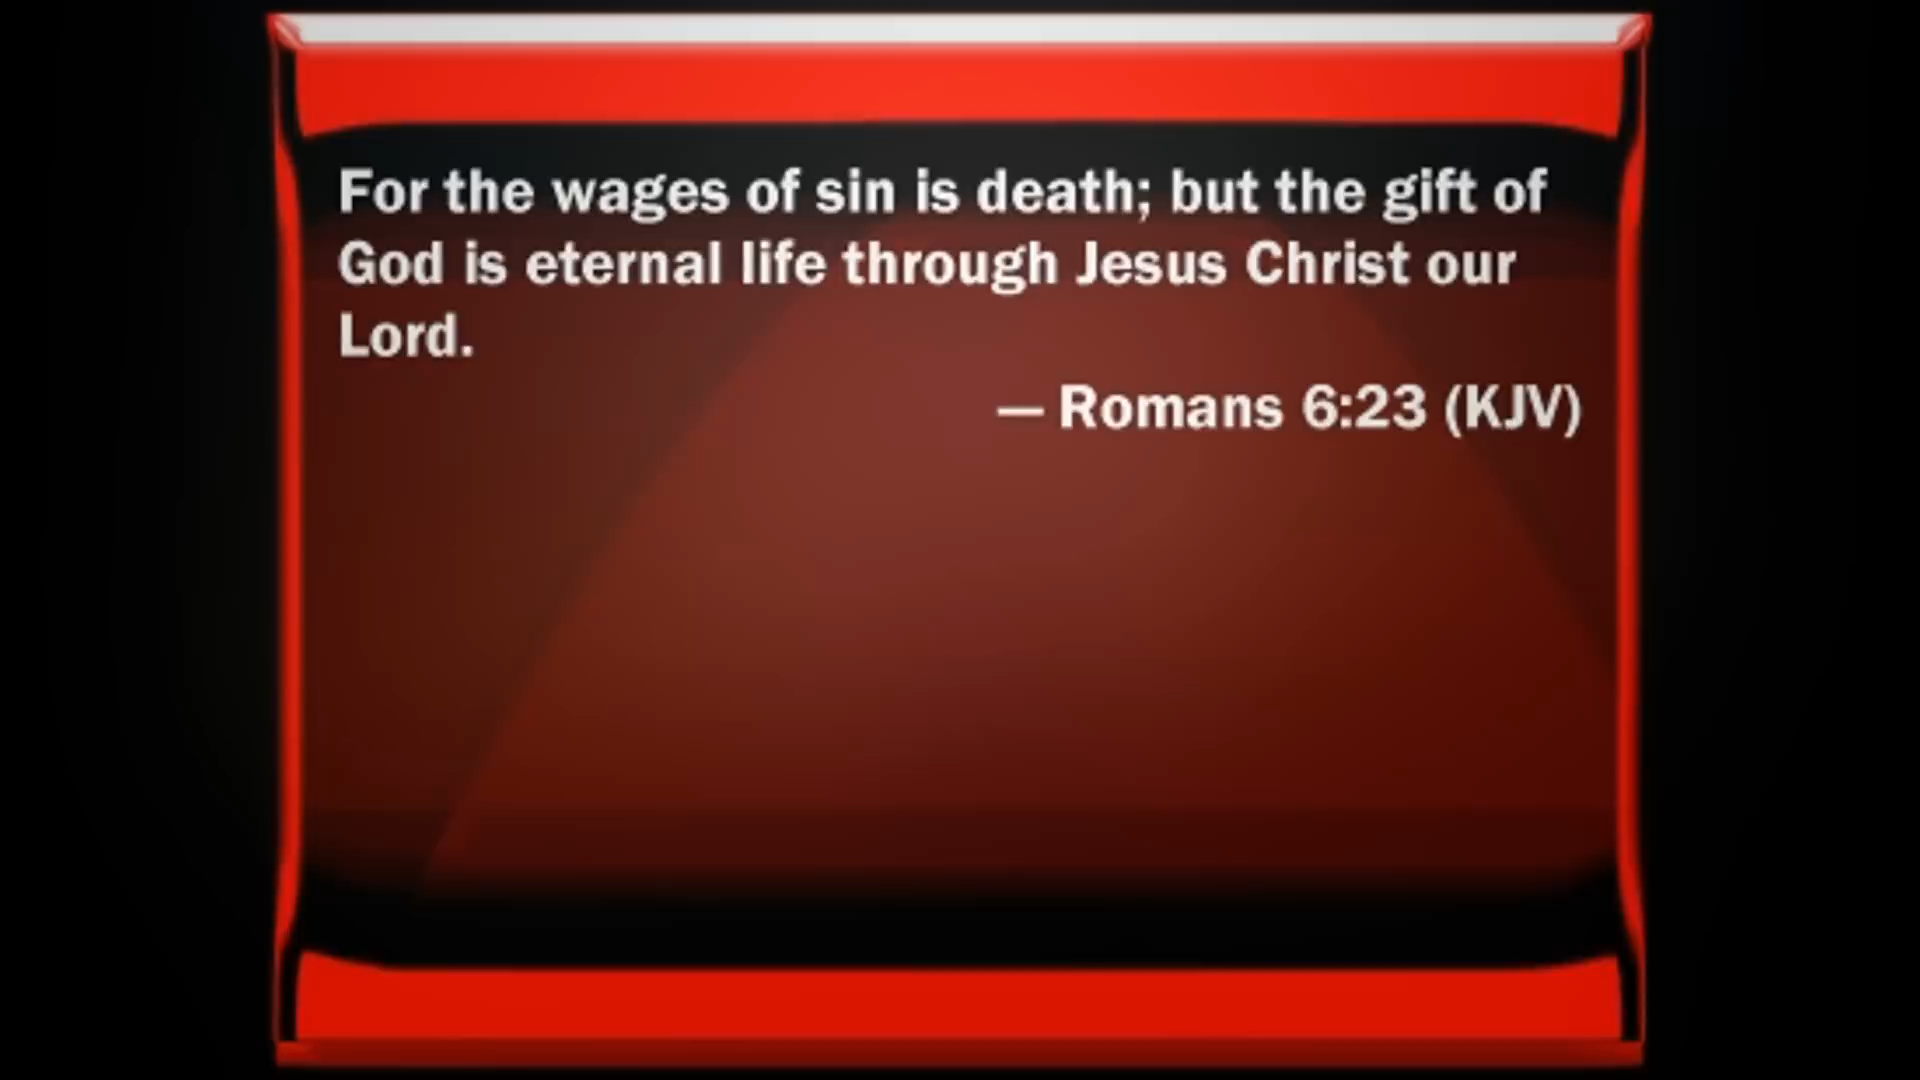 For the wages of sin is death; but the gift of
God is eternal life through Jesus Christ our
Lord.
— Romans 6:23 (KJV)